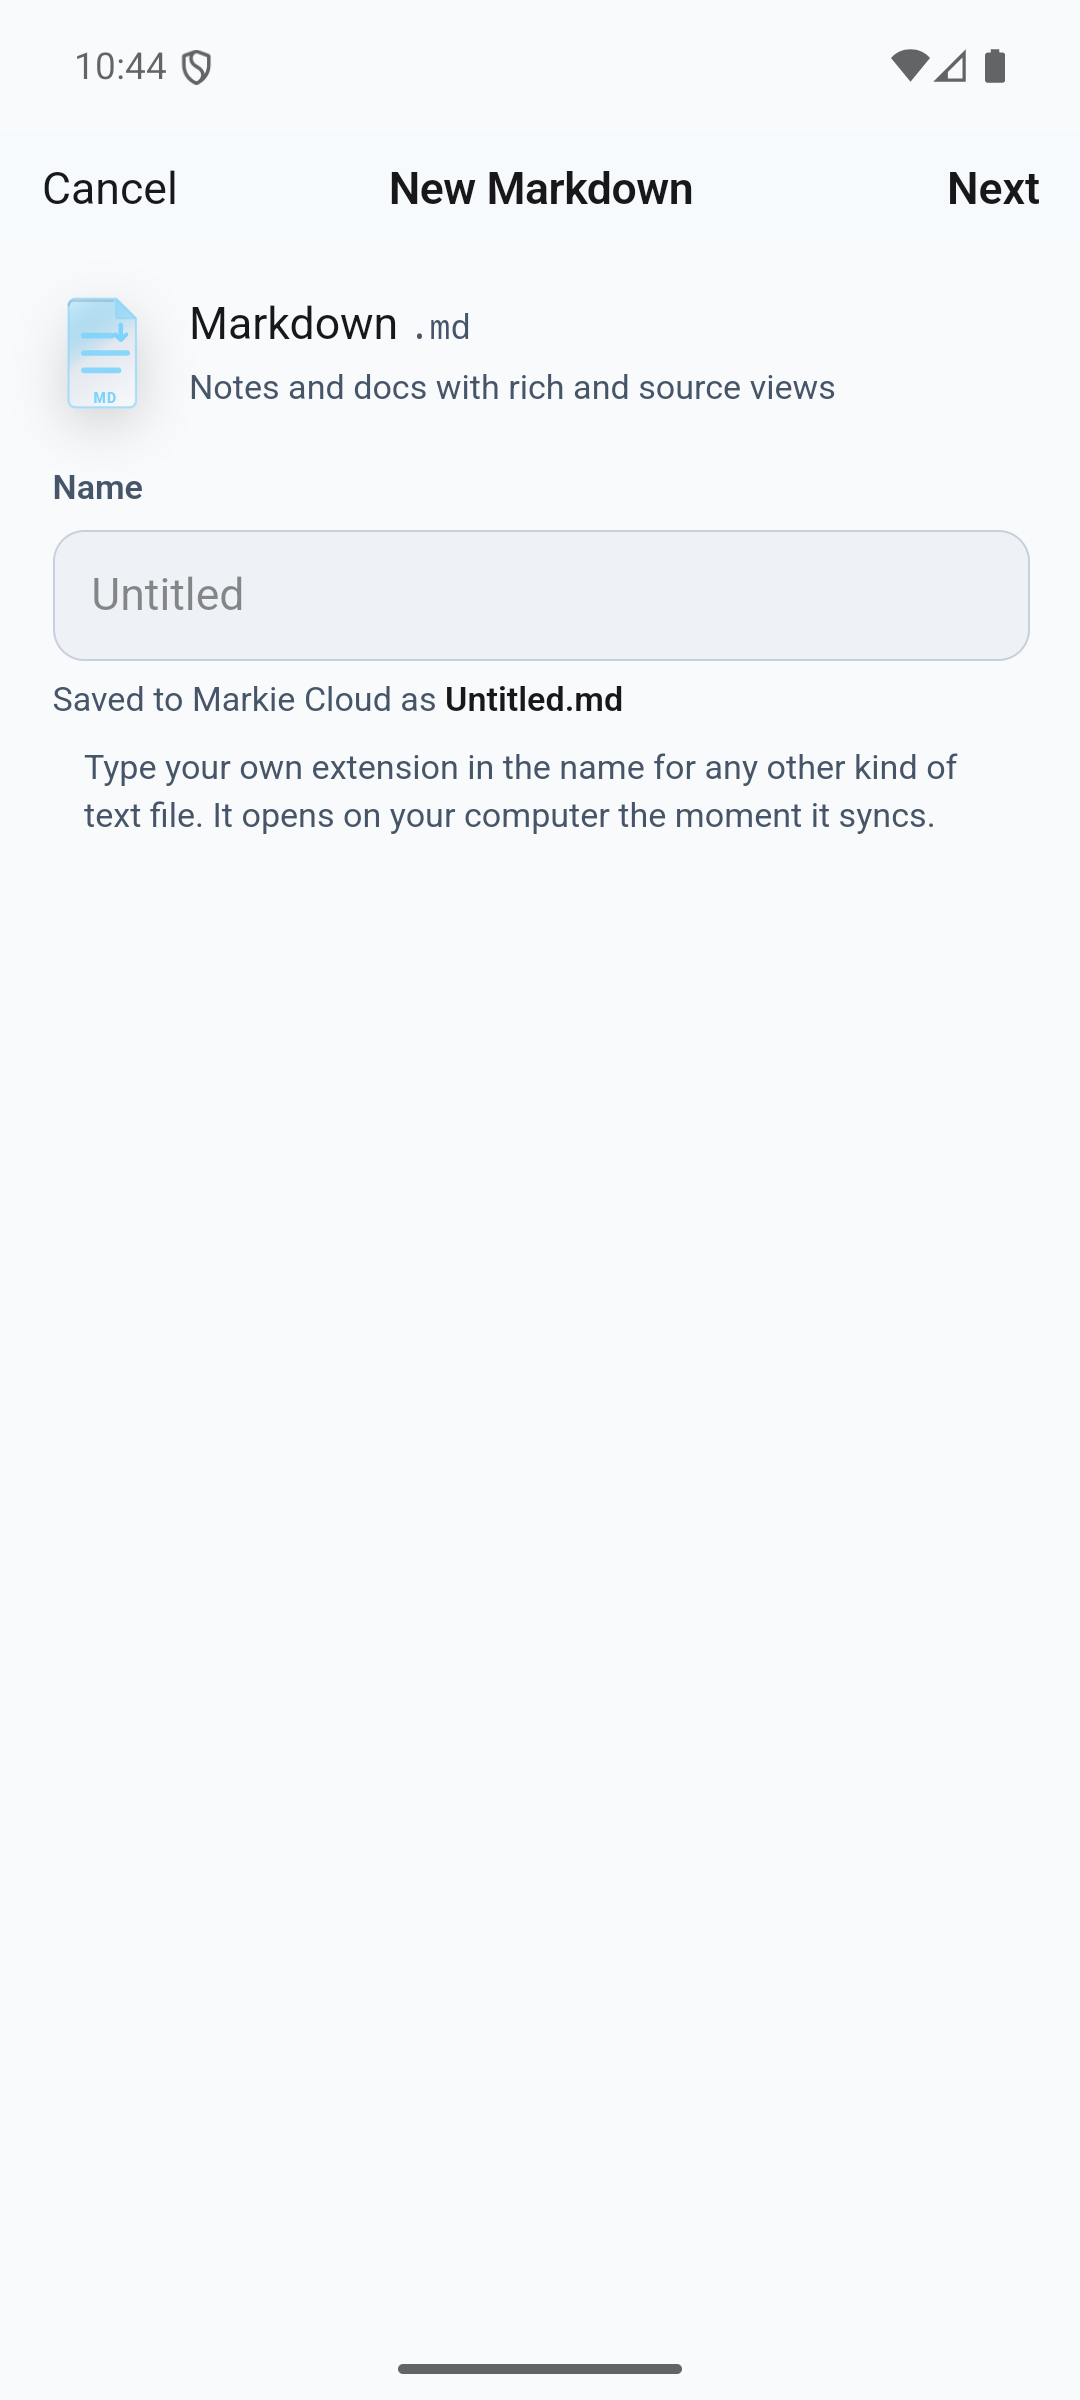 10:44
Cancel
New Markdown
Next
Markdown .md
Notes and docs with rich and source views
MD
Name
Untitled
Saved to Markie Cloud as Untitled.md
Type your own extension in the name for any other kind of
text file. It opens on your computer the moment it syncs.